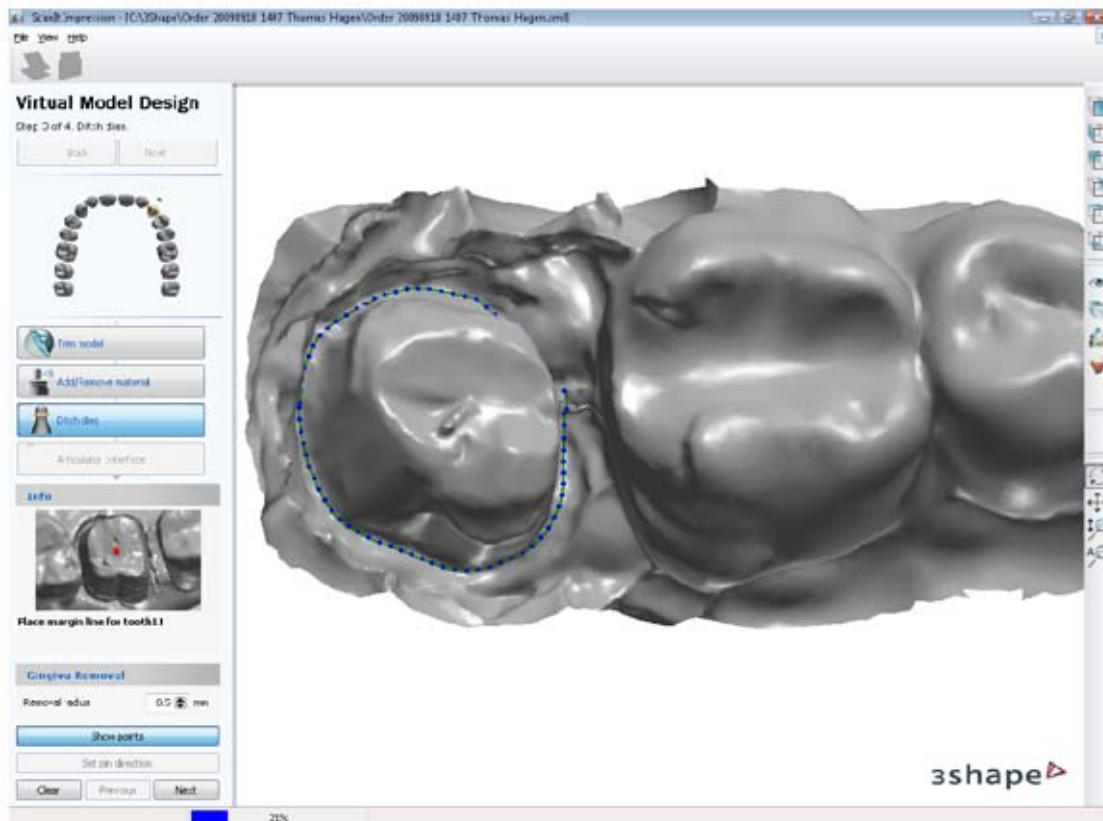 ScanItImpression - [C:\3Shape\Order 20090918 1407 Thomas Hagen\Order 20090918 1407 Thomas Hagen.xml]
File View Help
Virtual Model Design
Step 3 of 4. Ditch dies.
Back Next
Trim model
Add/Remove material
Ditch dies
Articulator Interface
Info
Place margin line for tooth11
Gingiva Removal
Removal radius 0.5 mm
Show points
Set pin direction
Clear Previous Next
3shape
21%